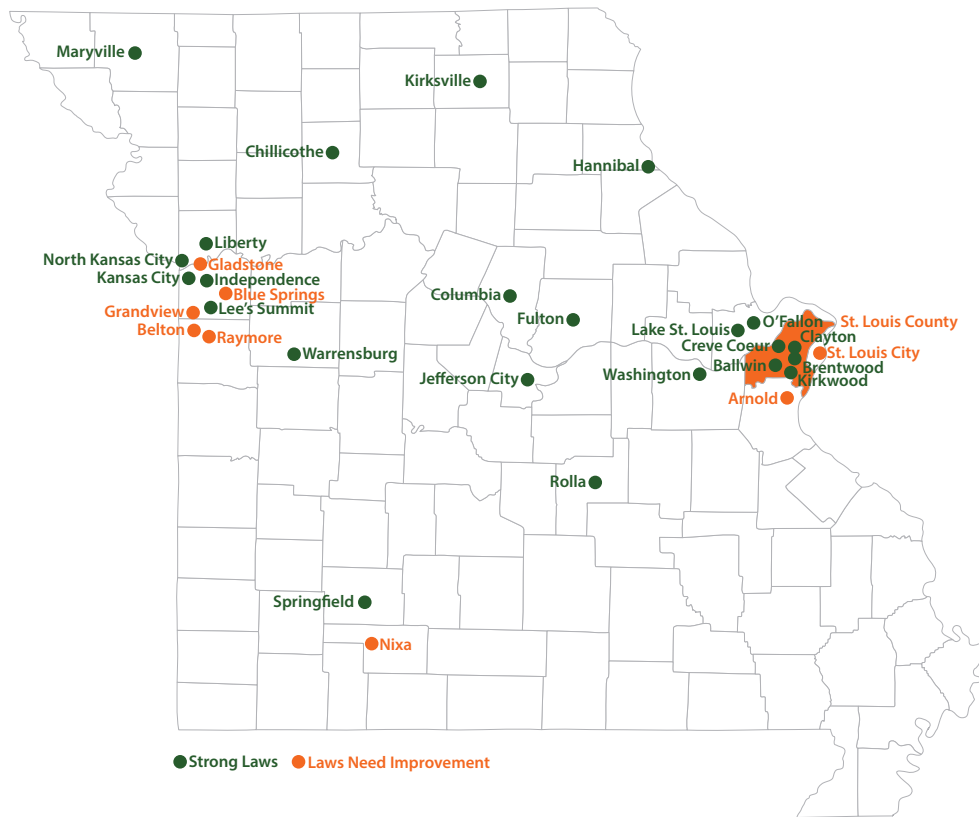 Maryville
Kirksville
Chillicothe
Hannibal
Liberty
North Kansas City
Gladstone
Kansas City
Independence
Blue Springs
Lee's Summit
Grandview
Belton
Raymore
Warrensburg
Columbia
Fulton
Jefferson City
O'Fallon
St. Louis County
Lake St. Louis
Clayton
Creve Coeur
St. Louis City
Ballwin
Brentwood
Washington
Kirkwood
Arnold
Rolla
Springfield
Nixa
Strong Laws
Laws Need Improvement